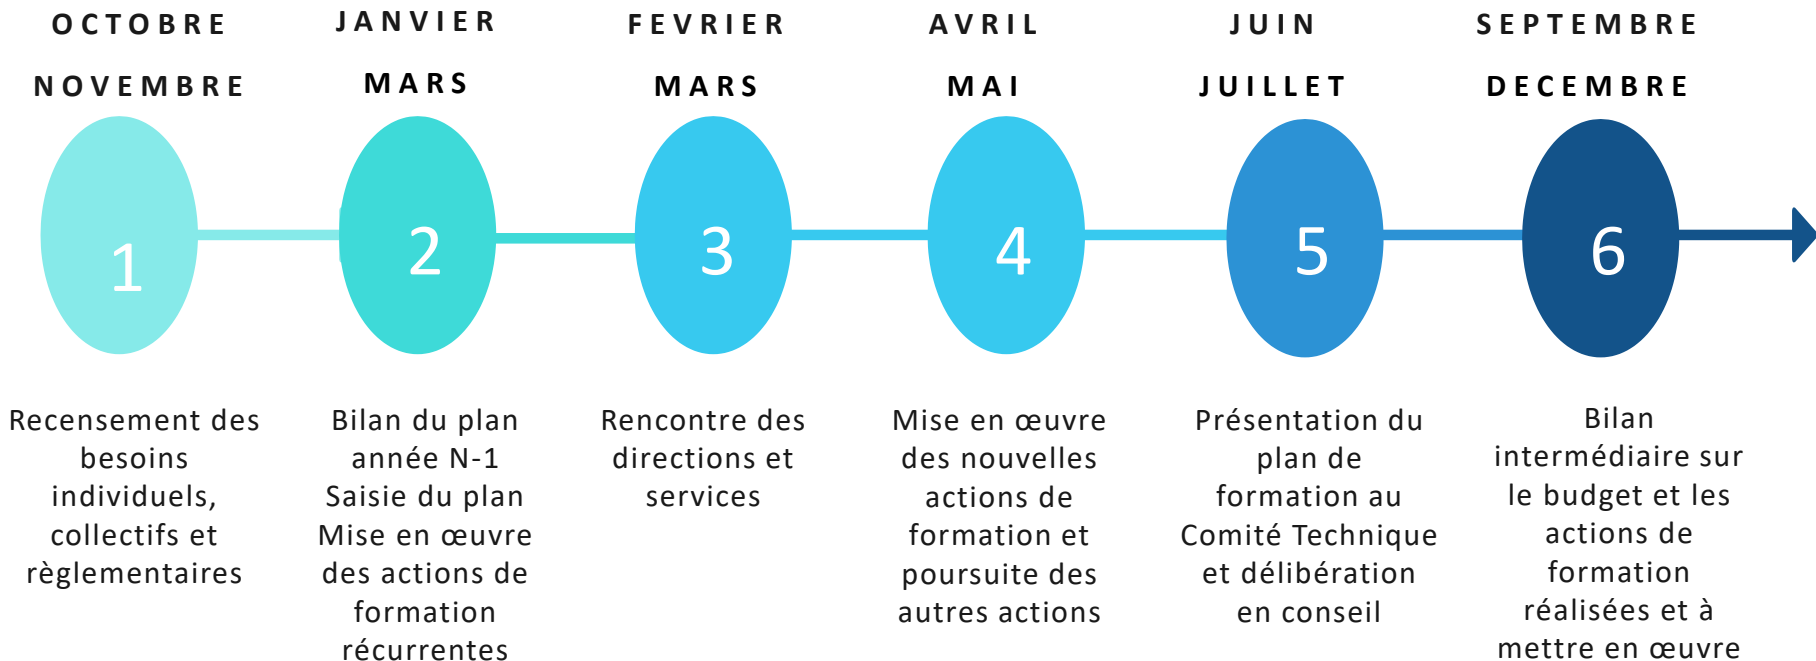 OCTOBRE
NOVEMBRE
1
Recensement des
besoins
individuels,
collectifs et
règlementaires
JANVIER
MARS
2
Bilan du plan
année N-1
Saisie du plan
Mise en œuvre
des actions de
formation
récurrentes
FEVRIER
MARS
3
Rencontre des
directions et
services
AVRIL
MAI
4
Mise en œuvre
des nouvelles
actions de
formation et
poursuite des
autres actions
JUIN
JUILLET
5
Présentation du
plan de
formation au
Comité Technique
et délibération
en conseil
SEPTEMBRE
DECEMBRE
6
Bilan
intermédiaire sur
le budget et les
actions de
formation
réalisées et à
mettre en œuvre